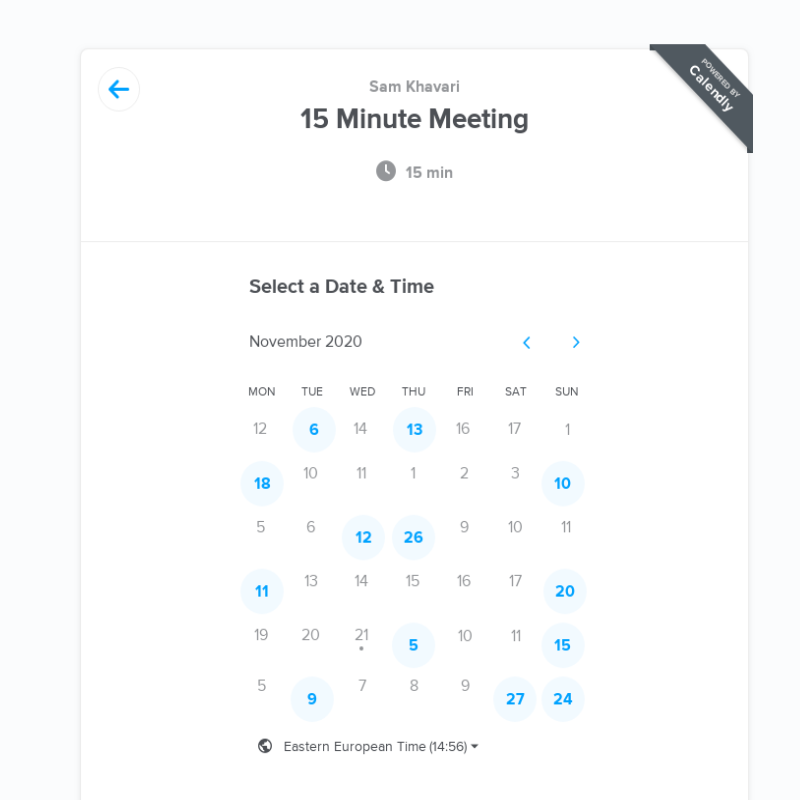 POWERED BY
Calendly
Sam Khavari
15 Minute Meeting
15 min
Select a Date & Time
November 2020
MON TUE WED THU FRI SAT SUN
12 6 14 13 16 17 1
18 10 11 1 2 3 10
5 6 12 26 9 10 11
11 13 14 15 16 17 20
19 20 21 5 10 11 15
5 9 7 8 9 27 24
Eastern European Time (14:56)